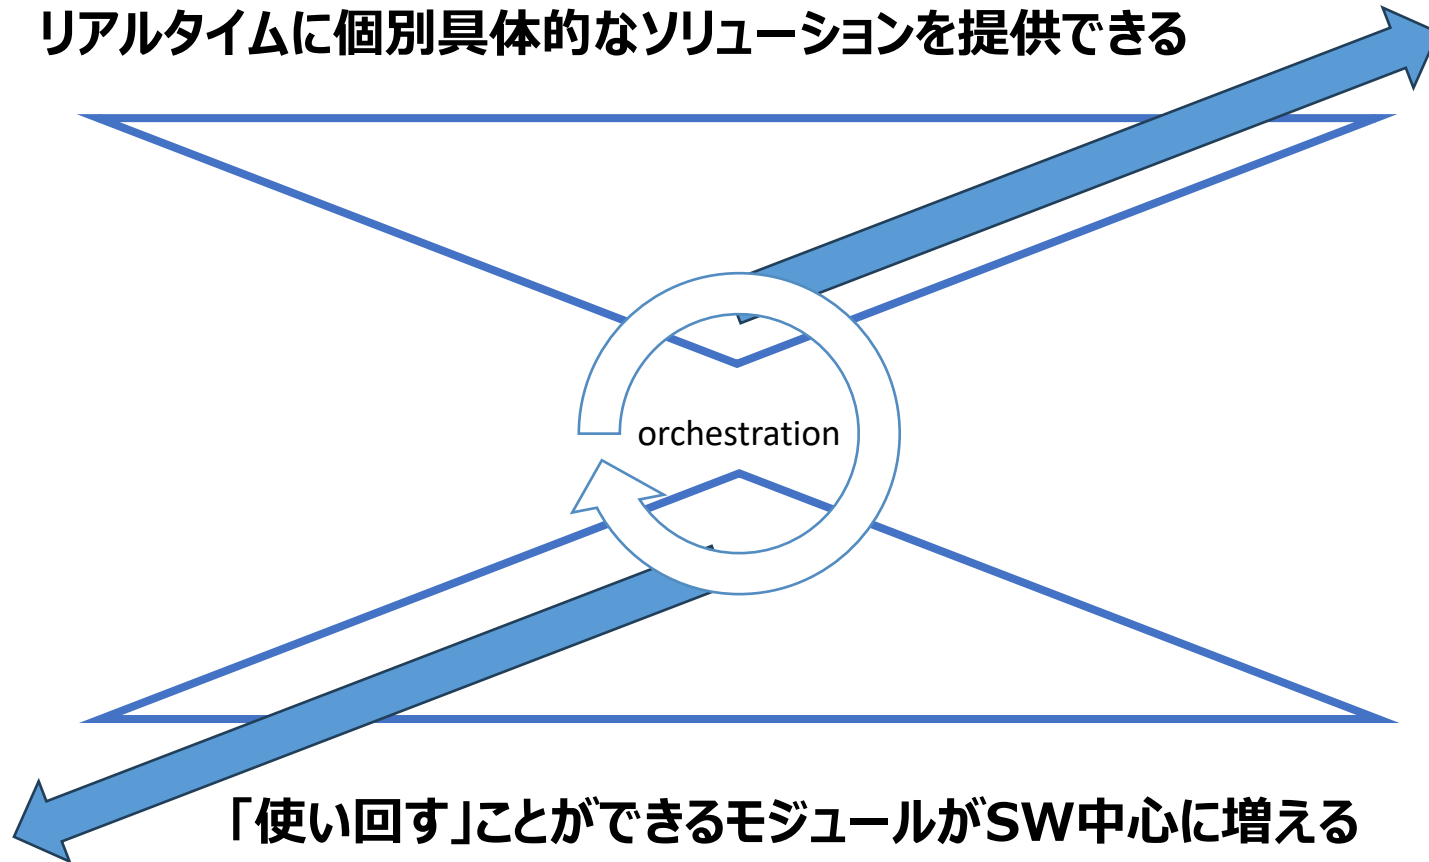 リアルタイムに個別具体的なソリューションを提供できる
orchestration
「使い回す」ことができるモジュールがSW中心に増える